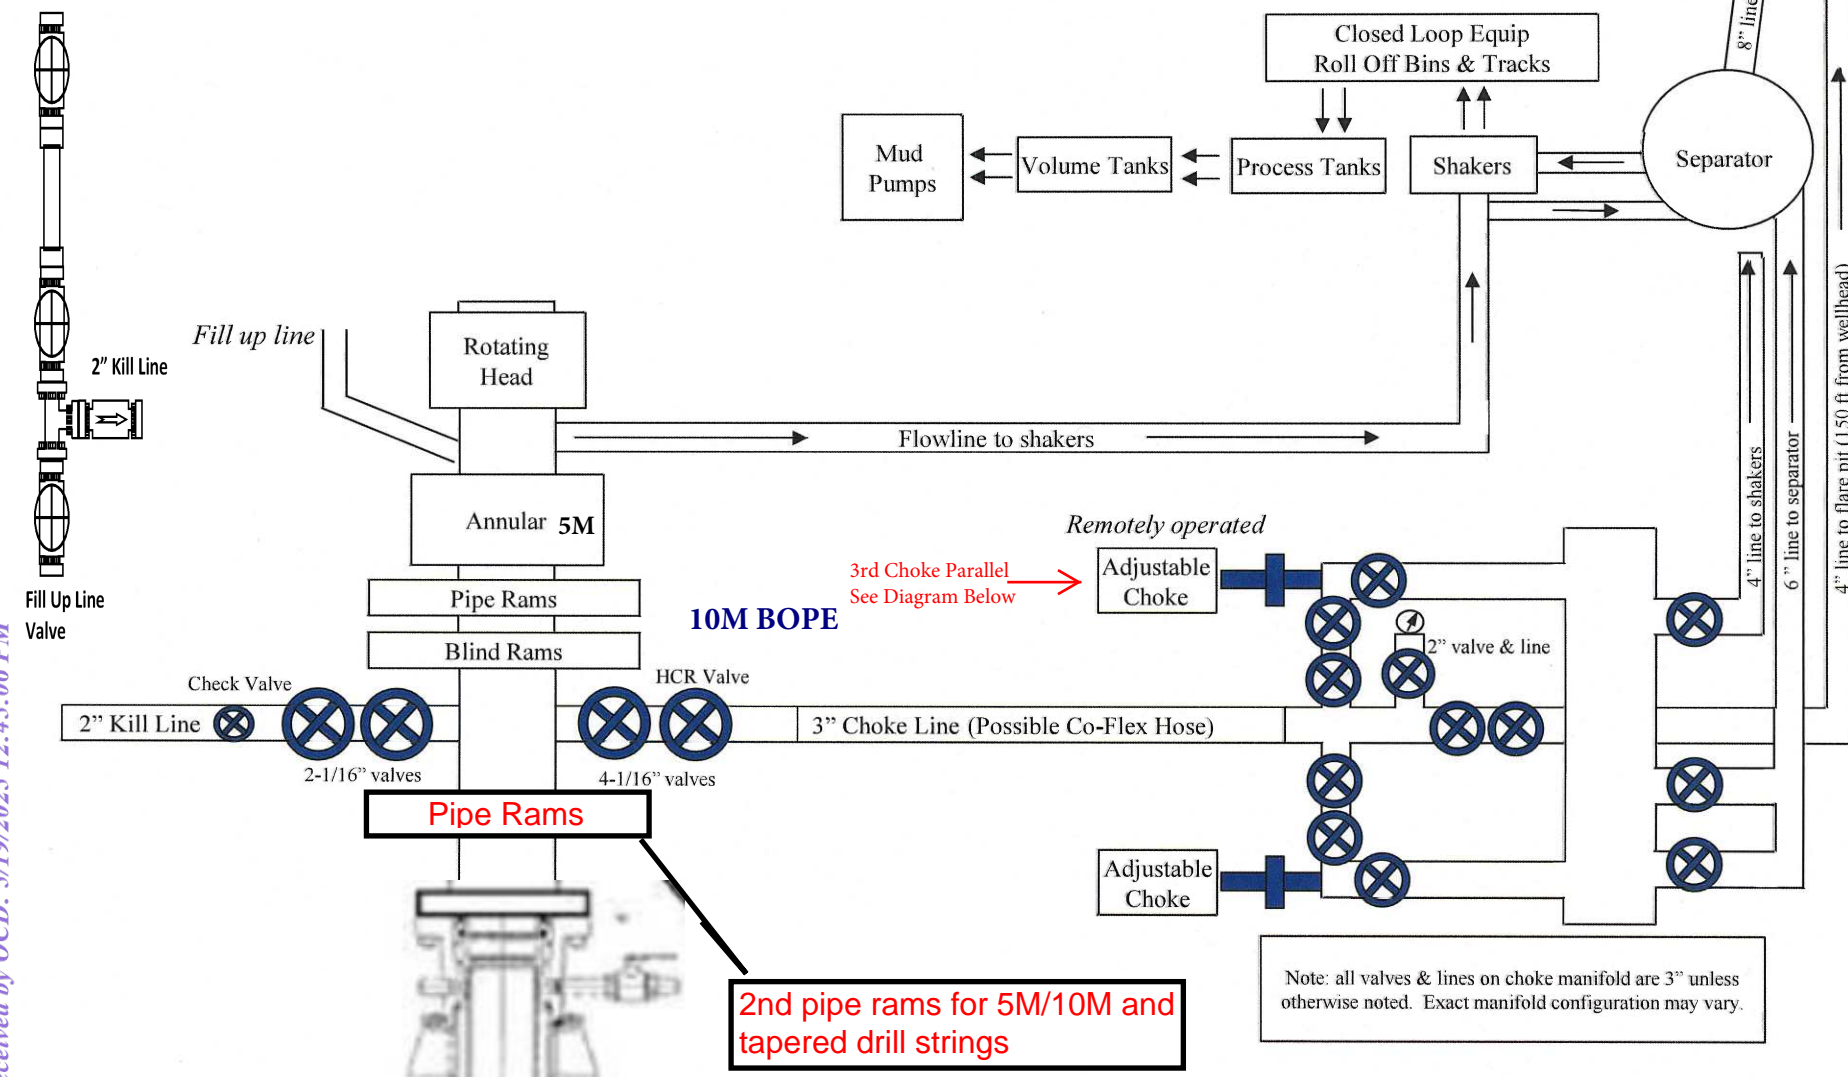 8" line
Closed Loop Equip
Roll Off Bins & Tracks
Mud
Pumps
Volume Tanks
Process Tanks
Shakers
Separator
Fill up line
Rotating
Head
2" Kill Line
Flowline to shakers
4" line to shakers
6" line to separator
4" line to flare pit (150 ft from wellhead)
Annular 5M
Remotely operated
3rd Choke Parallel
See Diagram Below
Adjustable
Choke
Pipe Rams
10M BOPE
Fill Up Line
Valve
Blind Rams
2" valve & line
Check Valve
HCR Valve
2" Kill Line
3" Choke Line (Possible Co-Flex Hose)
2-1/16" valves
4-1/16" valves
Pipe Rams
Adjustable
Choke
2nd pipe rams for 5M/10M and
tapered drill strings
Note: all valves & lines on choke manifold are 3" unless
otherwise noted.  Exact manifold configuration may vary.
by OCD:
PM